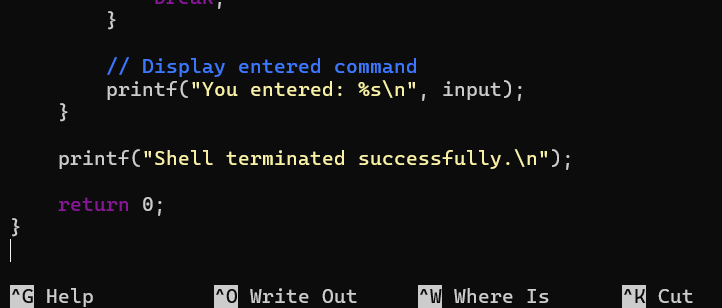 break;
}
// Display entered command
printf("You entered: %s\n", input);
}
printf("Shell terminated successfully.\n");
return 0;
}
^G Help ^O Write Out ^W Where Is ^K Cut